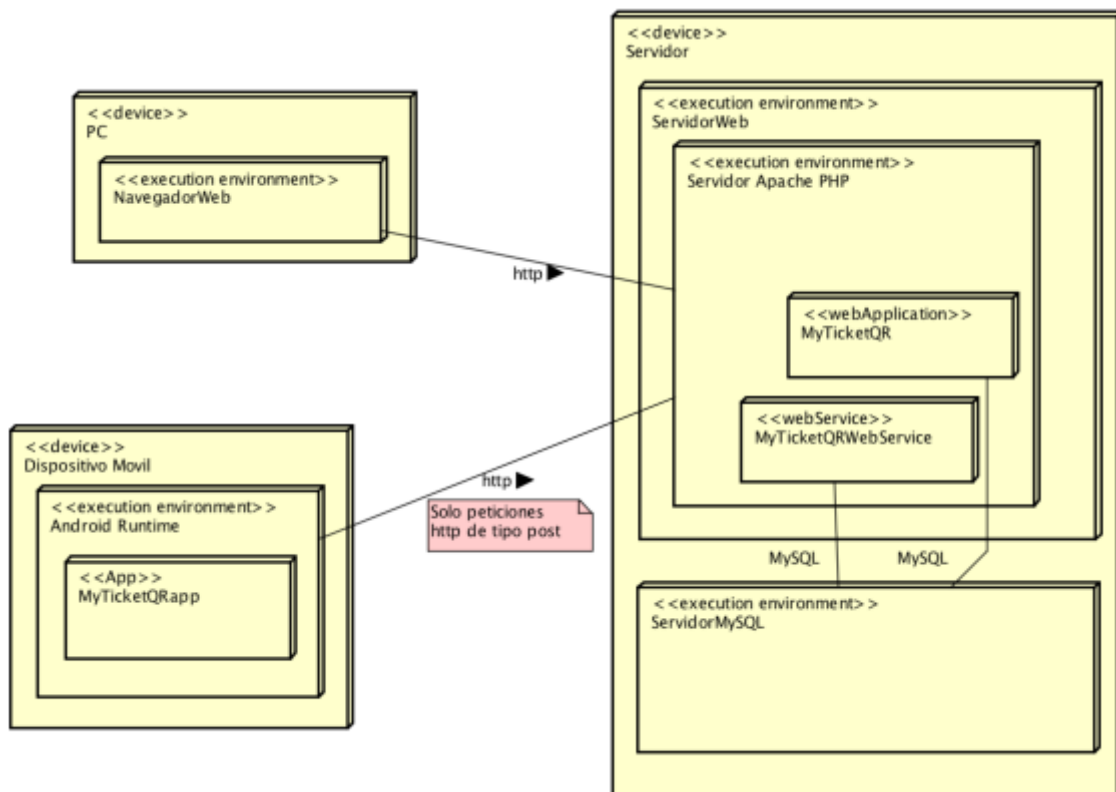 <<device>>
Servidor
<<execution environment>>
ServidorWeb
<<execution environment>>
Servidor Apache PHP
<<webApplication>>
MyTicketQR
<<webService>>
MyTicketQRWebService
MySQL
MySQL
<<execution environment>>
ServidorMySQL
<<device>>
PC
<<execution environment>>
NavegadorWeb
http
<<device>>
Dispositivo Movil
<<execution environment>>
Android Runtime
<<App>>
MyTicketQRapp
http
Solo peticiones
http de tipo post